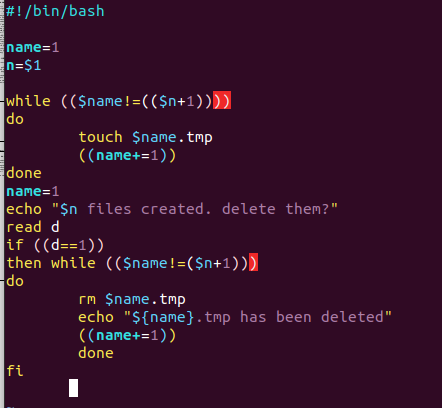 #!/bin/bash
name=1
n=$1
while (($name!=(($n+1))))
do
touch $name.tmp
((name+=1))
done
name=1
echo "$n files created. delete them?"
read d
if ((d==1))
then while (($name!=($n+1)))
do
rm $name.tmp
echo "${name}.tmp has been deleted"
((name+=1))
done
fi